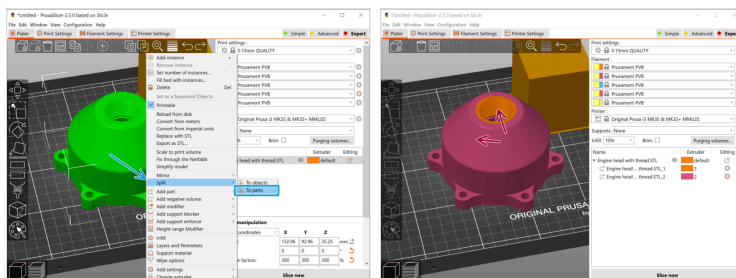 *Untitled - PrusaSlicer-2.5.0 based on Slic3r
File Edit Window View Configuration Help
Plater Print Settings Filament Settings Printer Settings Simple Advanced Expert
Add instance +
Remove instance -
Set number of instances...
Fill bed with instances...
Delete Del
Set as a Separated Objects
Printable
Reload from disk
Convert from meters
Convert from imperial units
Replace with STL
Export as STL...
Scale to print volume
Fix through the Netfabb
Simplify model
Mirror
Split
Add part
Add negative volume
Add modifier
Add support blocker
Add support enforcer
Height range Modifier
Infill
Layers and Perimeters
Support material
Wipe options
Add settings
Change extruder
To objects
To parts
Print settings :
0.15mm QUALITY
Prusament PVB
Prusament PVB
Prusament PVB
Prusament PVB
Prusament PVB
Original Prusa i3 MK3S & MK3S+ MMU2S
None
% Brim: Purging volumes...
Extruder Editing
head with thread.STL default
manipulation
coordinates X Y Z
132.06 92.96 35.25 mm
0 0 0 °
e factors: 300 300 300 %
Slice now
ORIGINAL PRUSA
*Untitled - PrusaSlicer-2.5.0 based on Slic3r
File Edit Window View Configuration Help
Plater Print Settings Filament Settings Printer Settings Simple Advanced Expert
Print settings :
0.15mm QUALITY
Filament :
Prusament PVB
Prusament PVB
Prusament PVB
Prusament PVB
Prusament PVB
Printer :
Original Prusa i3 MK3S & MK3S+ MMU2S
Supports: None
Infill: 15% Brim: Purging volumes...
Name Extruder Editing
Engine head with thread.STL default
Engine head ... thread.STL_1 1
Engine head ... thread.STL_2 2
Slice now
ORIGINAL PRUSA
by